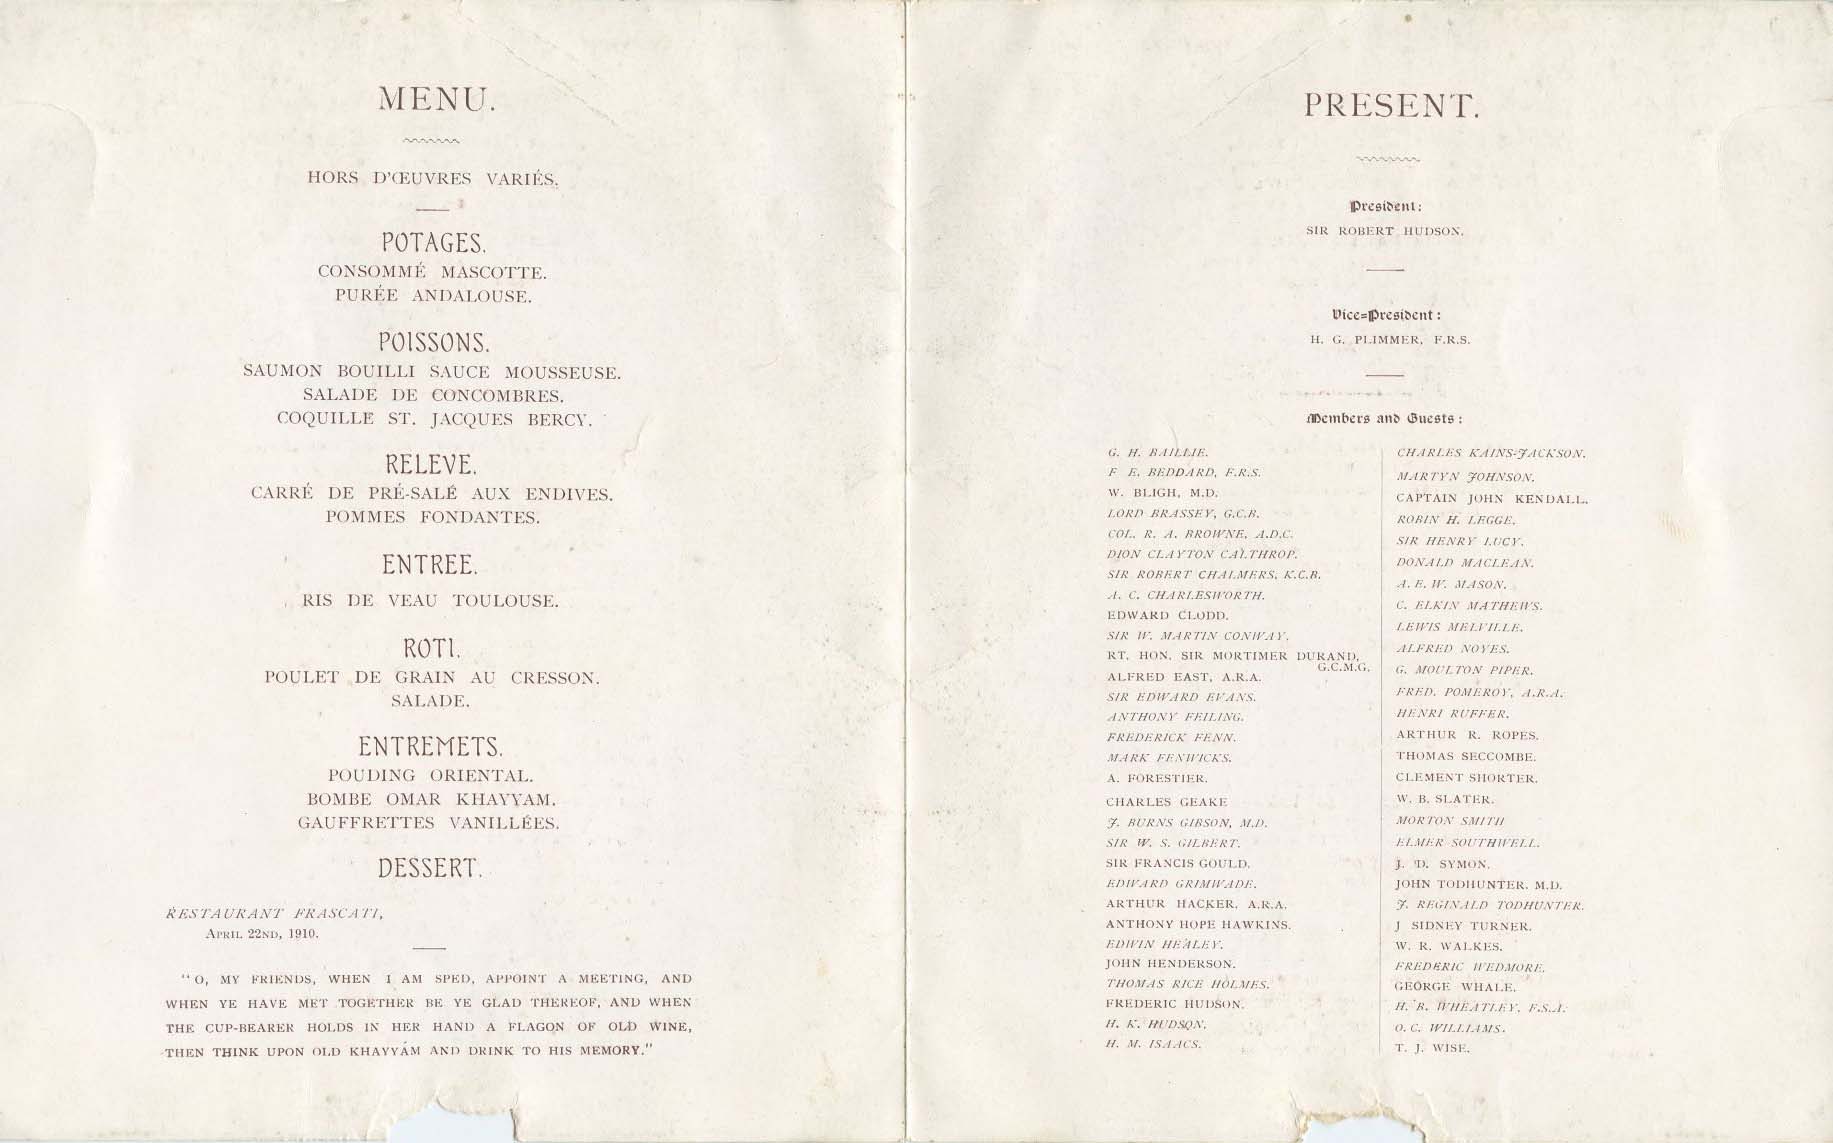 MENU.
HORS D'ŒUVRES VARIÉS.
POTAGES.
CONSOMMÉ MASCOTTE.
PURÉE ANDALOUSE.
POISSONS.
SAUMON BOUILLI SAUCE MOUSSEUSE.
SALADE DE CONCOMBRES.
COQUILLE ST. JACQUES BERCY.
RELEVE.
CARRÉ DE PRÉ-SALÉ AUX ENDIVES.
POMMES FONDANTES.
ENTREE.
RIS DE VEAU TOULOUSE.
ROTI.
POULET DE GRAIN AU CRESSON.
SALADE.
ENTREMETS.
POUDING ORIENTAL.
BOMBE OMAR KHAYYAM.
GAUFFRETTES VANILLÉES.
DESSERT.
RESTAURANT FRASCATI,
APRIL 22ND, 1910.
"O, MY FRIENDS, WHEN I AM SPED, APPOINT A MEETING, AND
WHEN YE HAVE MET TOGETHER BE YE GLAD THEREOF, AND WHEN
THE CUP-BEARER HOLDS IN HER HAND A FLAGON OF OLD WINE,
THEN THINK UPON OLD KHAYYÁM AND DRINK TO HIS MEMORY."
PRESENT.
President:
SIR ROBERT HUDSON.
Vice-President:
H. G. PLIMMER, F.R.S.
Members and Guests:
G. H. BAILLIE.
F E. BEDDARD, F.R.S.
W. BLIGH, M.D.
LORD BRASSEY, G.C.B.
COL. R. A. BROWNE, A.D.C.
DION CLAYTON CALTHROP.
SIR ROBERT CHALMERS, K.C.B.
A. C. CHARLESWORTH.
EDWARD CLODD.
SIR W. MARTIN CONWAY.
RT. HON. SIR MORTIMER DURAND,
G.C.M.G.
ALFRED EAST, A.R.A.
SIR EDWARD EVANS.
ANTHONY FEILING.
FREDERICK FENN.
MARK FENWICKS.
A. FORESTIER.
CHARLES GEAKE
J. BURNS GIBSON, M.D.
SIR W. S. GILBERT.
SIR FRANCIS GOULD.
EDWARD GRIMWADE.
ARTHUR HACKER, A.R.A.
ANTHONY HOPE HAWKINS.
EDWIN HEALEY.
JOHN HENDERSON.
THOMAS RICE HOLMES.
FREDERIC HUDSON.
H. K. HUDSON.
H. M. ISAACS.
CHARLES KAINS-JACKSON.
MARTYN JOHNSON.
CAPTAIN JOHN KENDALL.
ROBIN H. LEGGE.
SIR HENRY LUCY.
DONALD MACLEAN.
A. E. W. MASON.
C. ELKIN MATHEWS.
LEWIS MELVILLE.
ALFRED NOYES.
G. MOULTON PIPER.
FRED. POMEROY, A.R.A.
HENRI RUFFER.
ARTHUR R. ROPES.
THOMAS SECCOMBE.
CLEMENT SHORTER.
W. B. SLATER.
MORTON SMITH
ELMER SOUTHWELL.
J. D. SYMON.
JOHN TODHUNTER, M.D.
J. REGINALD TODHUNTER.
J SIDNEY TURNER.
W. R. WALKES.
FREDERIC WEDMORE.
GEORGE WHALE.
H. B. WHEATLEY, F.S.A.
O. C. WILLIAMS.
T. J. WISE.